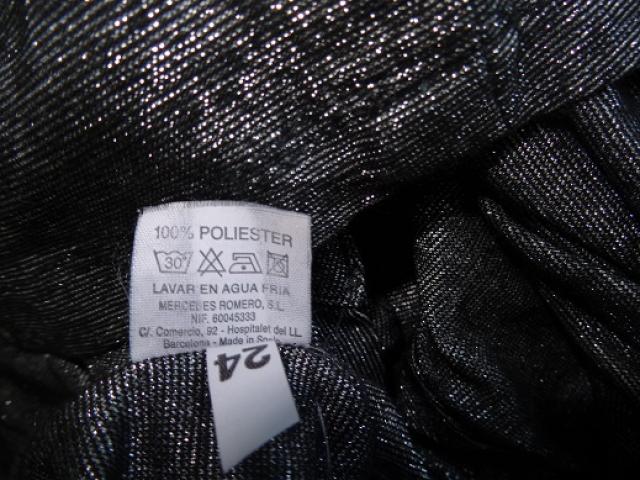 100% POLIESTER
30°
LAVAR EN AGUA FRIA
MERCEDES ROMERO, S.L.
NIF. 60045333
C/. Comercio, 92 - Hospitalet del LL
Barcelona - Made in Spain
24